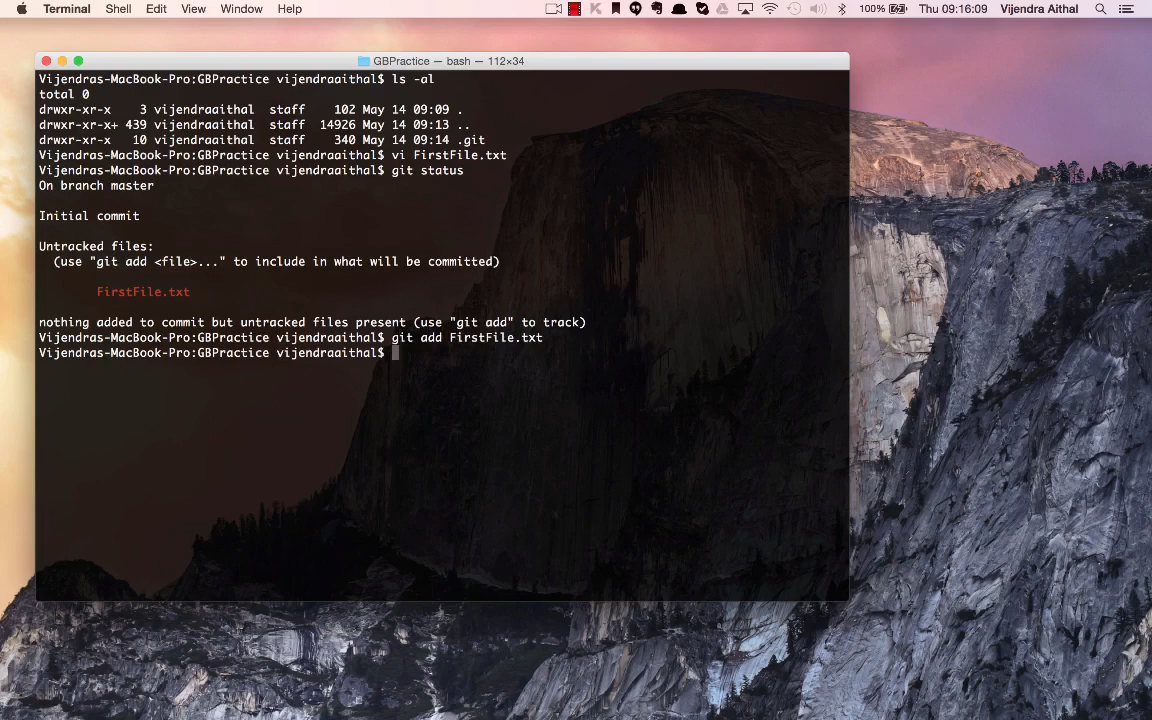 Terminal Shell Edit View Window Help 100% Thu 09:16:09 Vijendra Aithal
GBPractice — bash — 112×34
Vijendras-MacBook-Pro:GBPractice vijendraaithal$ ls -al
total 0
drwxr-xr-x    3 vijendraaithal  staff    102 May 14 09:09 .
drwxr-xr-x+ 439 vijendraaithal  staff  14926 May 14 09:13 ..
drwxr-xr-x   10 vijendraaithal  staff    340 May 14 09:14 .git
Vijendras-MacBook-Pro:GBPractice vijendraaithal$ vi FirstFile.txt
Vijendras-MacBook-Pro:GBPractice vijendraaithal$ git status
On branch master
Initial commit
Untracked files:
  (use "git add <file>..." to include in what will be committed)
        FirstFile.txt
nothing added to commit but untracked files present (use "git add" to track)
Vijendras-MacBook-Pro:GBPractice vijendraaithal$ git add FirstFile.txt
Vijendras-MacBook-Pro:GBPractice vijendraaithal$